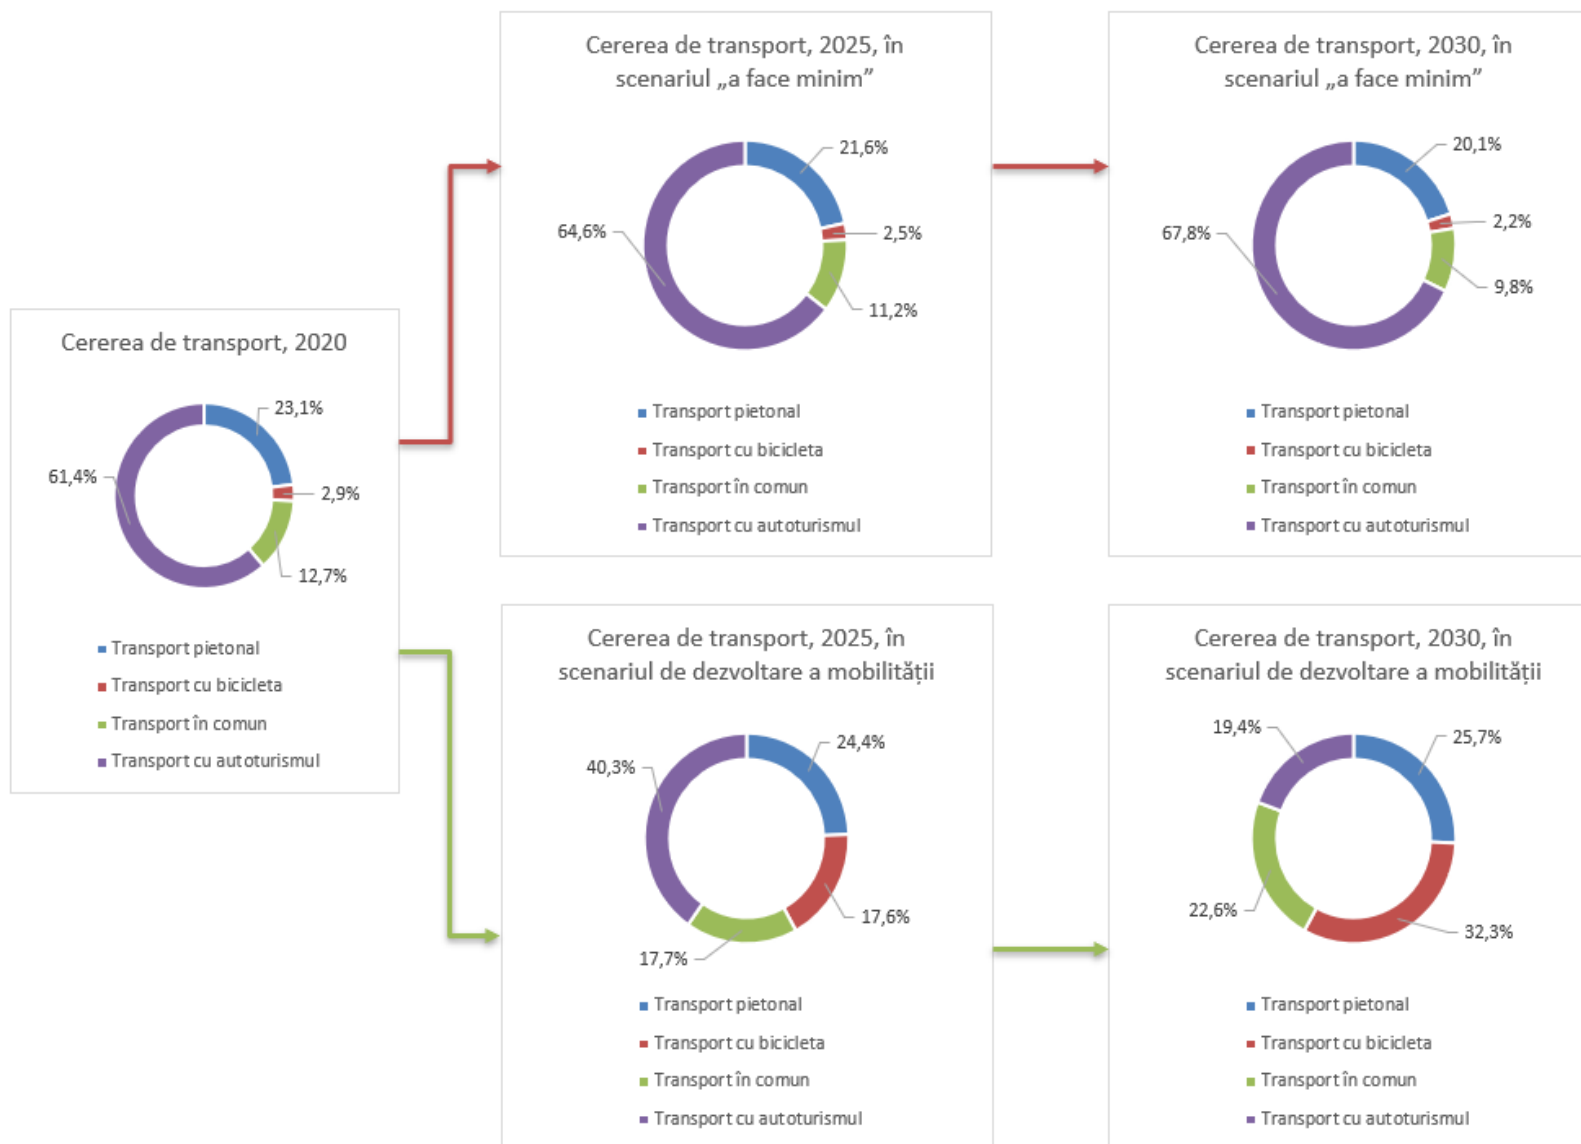 Cererea de transport, 2020
23,1%
2,9%
12,7%
61,4%
Transport pietonal
Transport cu bicicleta
Transport în comun
Transport cu autoturismul
Cererea de transport, 2025, în
scenariul „a face minim”
21,6%
2,5%
11,2%
64,6%
Transport pietonal
Transport cu bicicleta
Transport în comun
Transport cu autoturismul
Cererea de transport, 2030, în
scenariul „a face minim”
20,1%
2,2%
9,8%
67,8%
Transport pietonal
Transport cu bicicleta
Transport în comun
Transport cu autoturismul
Cererea de transport, 2025, în
scenariul de dezvoltare a mobilității
24,4%
17,6%
17,7%
40,3%
Transport pietonal
Transport cu bicicleta
Transport în comun
Transport cu autoturismul
Cererea de transport, 2030, în
scenariul de dezvoltare a mobilității
25,7%
32,3%
22,6%
19,4%
Transport pietonal
Transport cu bicicleta
Transport în comun
Transport cu autoturismul